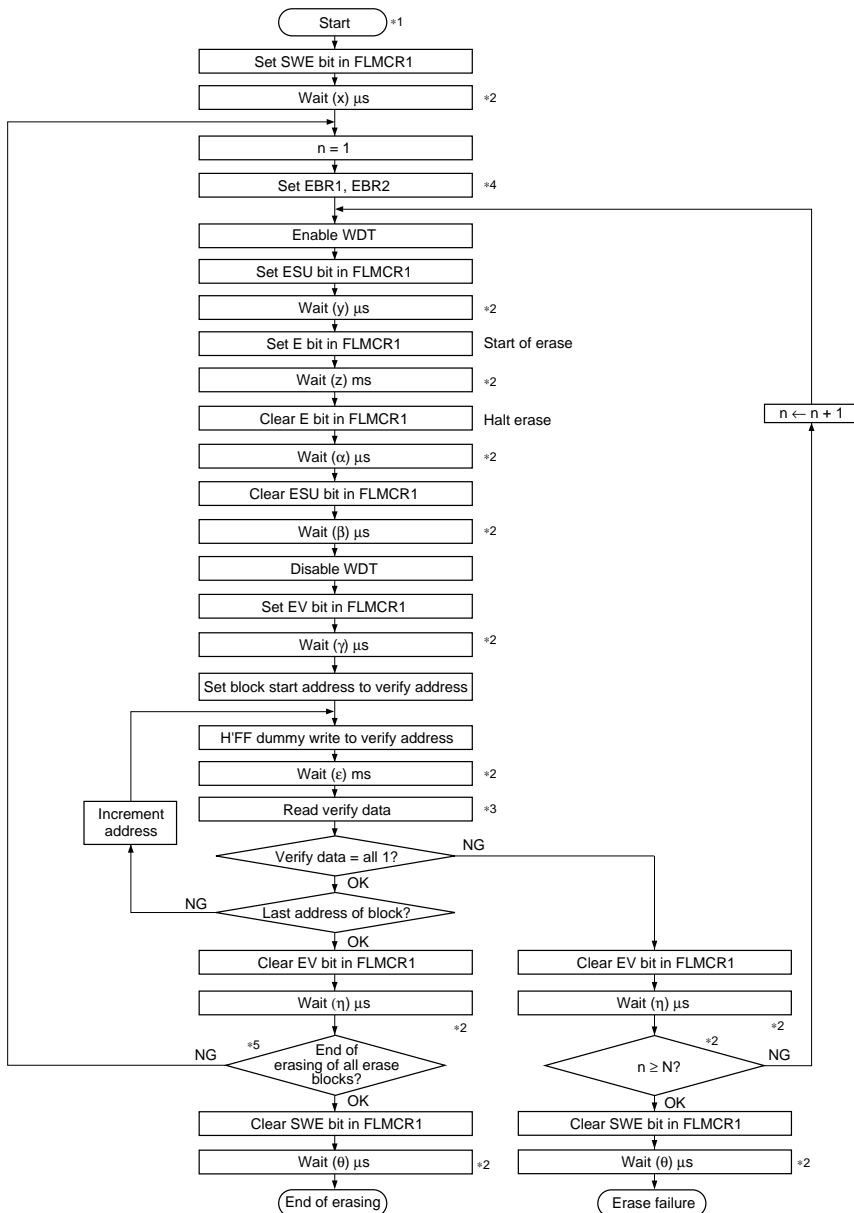 Start *1
Set SWE bit in FLMCR1
Wait (x) μs *2
n = 1
Set EBR1, EBR2 *4
Enable WDT
Set ESU bit in FLMCR1
Wait (y) μs *2
Set E bit in FLMCR1 Start of erase
Wait (z) ms *2
Clear E bit in FLMCR1 Halt erase
n ← n + 1
Wait (α) μs *2
Clear ESU bit in FLMCR1
Wait (β) μs *2
Disable WDT
Set EV bit in FLMCR1
Wait (γ) μs *2
Set block start address to verify address
H'FF dummy write to verify address
Wait (ε) ms *2
Read verify data *3
Increment
address
Verify data = all 1? NG
OK
NG Last address of block?
OK
Clear EV bit in FLMCR1
Wait (η) μs
*2
NG *5 End of
erasing of all erase
blocks?
OK
Clear SWE bit in FLMCR1
Wait (θ) μs *2
End of erasing
Clear EV bit in FLMCR1
Wait (η) μs
*2
*2
n ≥ N? NG
OK
Clear SWE bit in FLMCR1
Wait (θ) μs *2
Erase failure